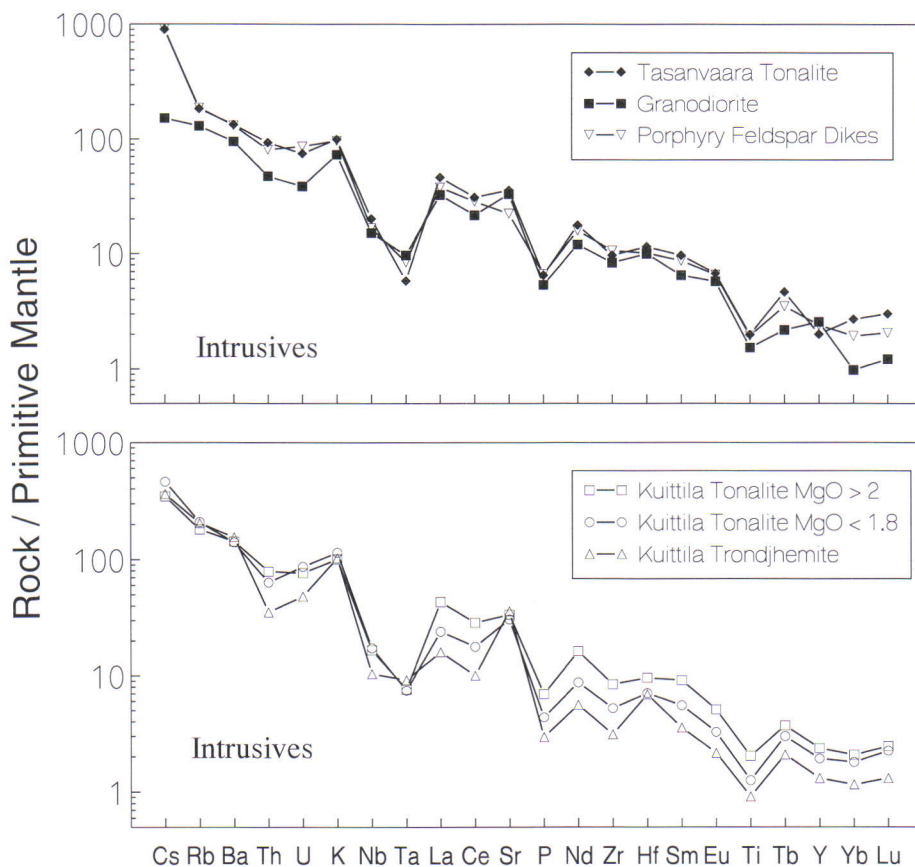 Rock / Primitive Mantle
1000
100
10
1
Tasanvaara Tonalite
Granodiorite
Porphyry Feldspar Dikes
Intrusives
1000
100
10
1
Kuittila Tonalite MgO > 2
Kuittila Tonalite MgO < 1.8
Kuittila Trondjhemite
Intrusives
Cs Rb Ba Th U K Nb Ta La Ce Sr P Nd Zr Hf Sm Eu Ti Tb Y Yb Lu